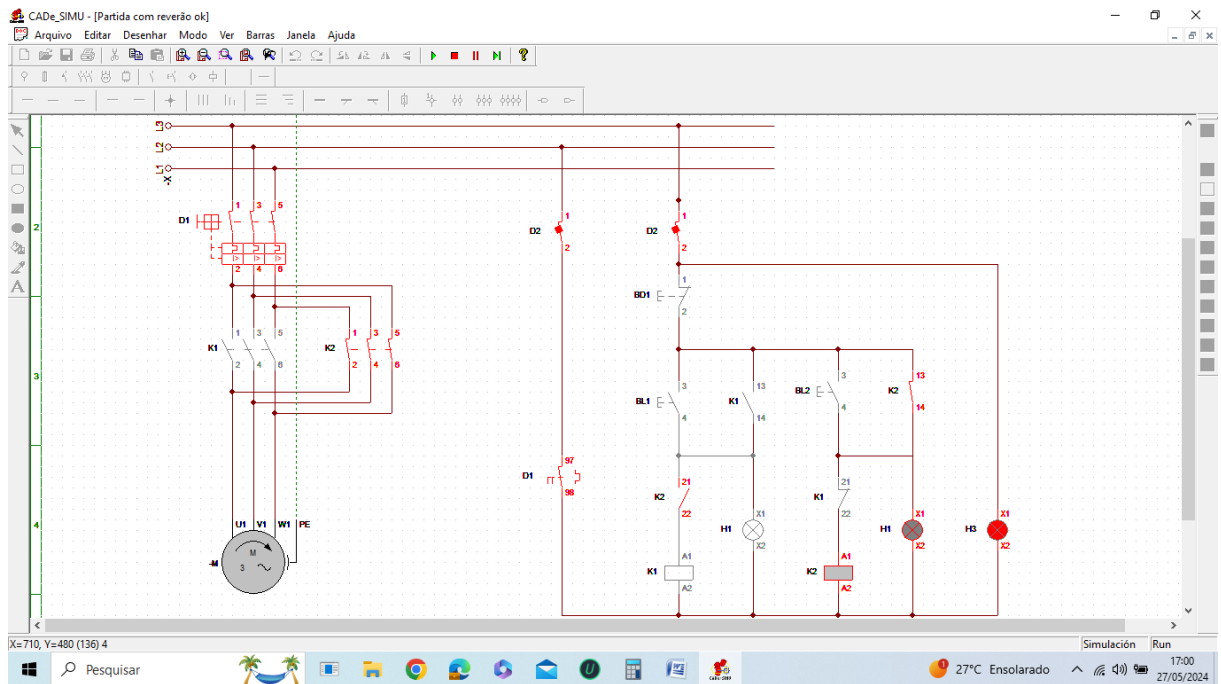 CADe_SIMU - [Partida com reverão ok]
Arquivo Editar Desenhar Modo Ver Barras Janela Ajuda
L3
L2
L1
-X
D1 1 3 5
2 4 6
D2 1
2
D2 1
2
BD1 1
2
K1 1 3 5
2 4 6
K2 1 3 5
2 4 6
BL1 3
4
K1 13
14
BL2 3
4
K2 13
14
D1 97
98
K2 21
22
K1 21
22
H1 X1
X2
H1 X1
X2
H3 X1
X2
K1 A1
A2
K2 A1
A2
U1 V1 W1 PE
-M
M
3
2
3
4
X=710, Y=480 (136) 4
Simulación Run
Pesquisar
27°C Ensolarado
17:00
27/05/2024